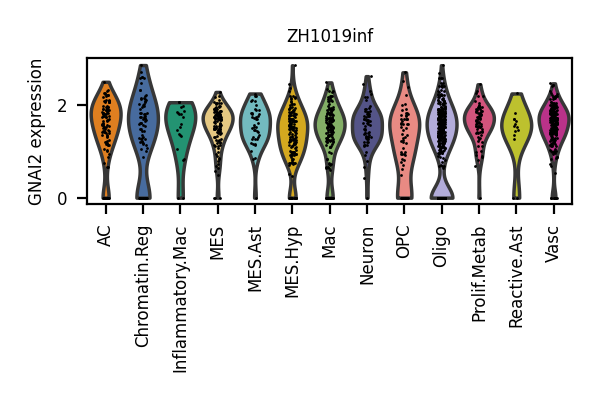 ZH1019inf
GNAI2 expression
2
0
AC
Chromatin.Reg
Inflammatory.Mac
MES
MES.Ast
MES.Hyp
Mac
Neuron
OPC
Oligo
Prolif.Metab
Reactive.Ast
Vasc